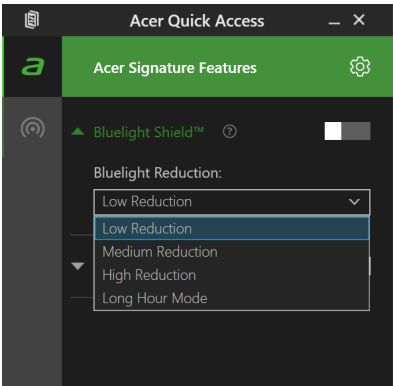 Acer Quick Access
a
Acer Signature Features
Bluelight Shield™ ?
Bluelight Reduction:
Low Reduction
Low Reduction
Medium Reduction
High Reduction
Long Hour Mode